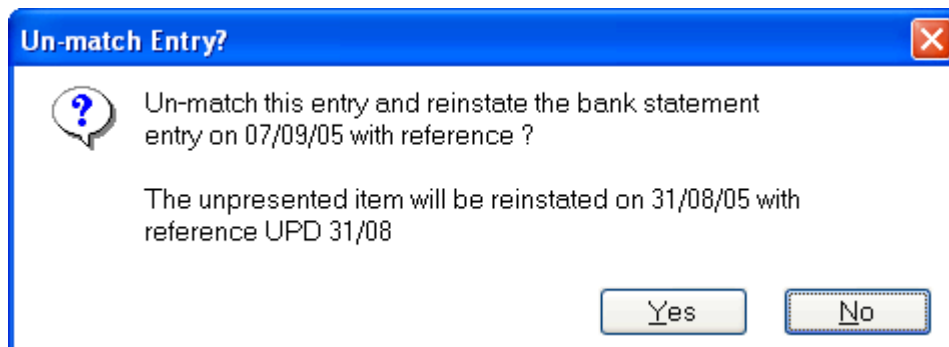 Un-match Entry?
?
Un-match this entry and reinstate the bank statement
entry on 07/09/05 with reference ?
The unpresented item will be reinstated on 31/08/05 with
reference UPD 31/08
Yes
No